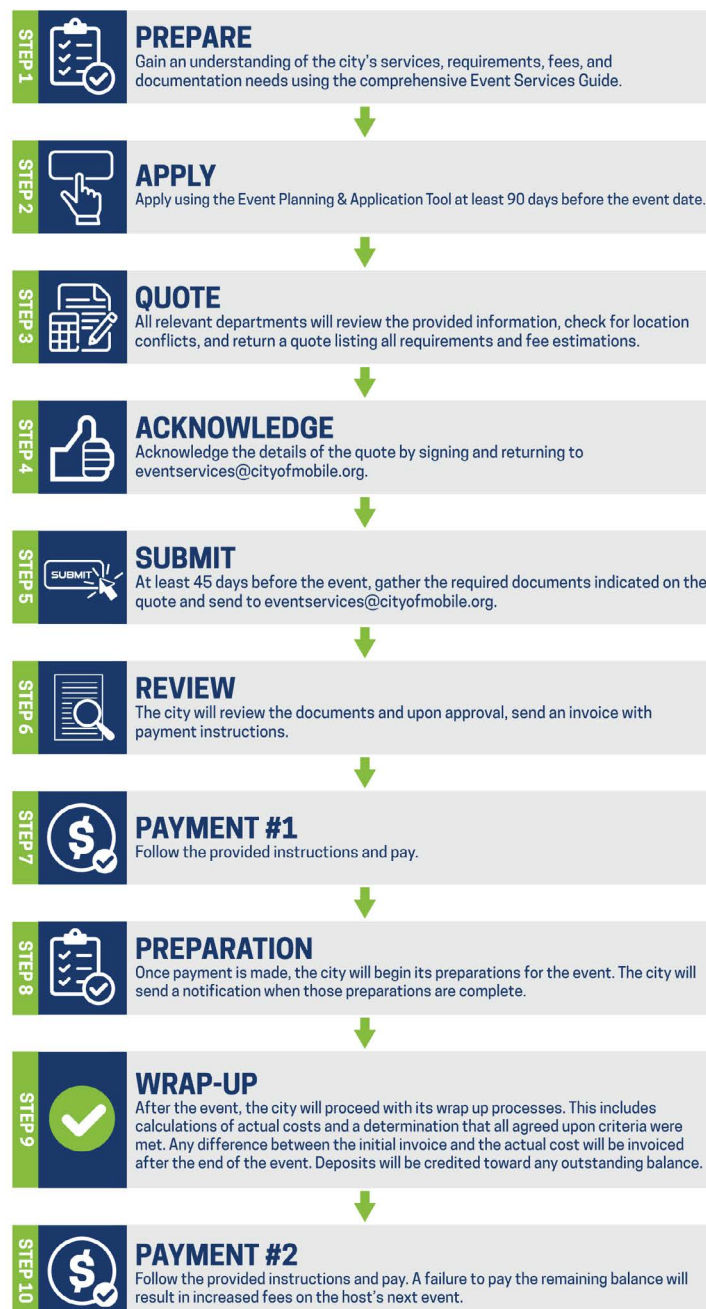 STEP 1
PREPARE
Gain an understanding of the city's services, requirements, fees, and
documentation needs using the comprehensive Event Services Guide.
STEP 2
APPLY
Apply using the Event Planning & Application Tool at least 90 days before the event date.
STEP 3
QUOTE
All relevant departments will review the provided information, check for location
conflicts, and return a quote listing all requirements and fee estimations.
STEP 4
ACKNOWLEDGE
Acknowledge the details of the quote by signing and returning to
eventservices@cityofmobile.org.
STEP 5
SUBMIT
SUBMIT
At least 45 days before the event, gather the required documents indicated on the
quote and send to eventservices@cityofmobile.org.
STEP 6
REVIEW
The city will review the documents and upon approval, send an invoice with
payment instructions.
STEP 7
$
PAYMENT #1
Follow the provided instructions and pay.
STEP 8
PREPARATION
Once payment is made, the city will begin its preparations for the event. The city will
send a notification when those preparations are complete.
STEP 9
WRAP-UP
After the event, the city will proceed with its wrap up processes. This includes
calculations of actual costs and a determination that all agreed upon criteria were
met. Any difference between the initial invoice and the actual cost will be invoiced
after the end of the event. Deposits will be credited toward any outstanding balance.
STEP 10
$
PAYMENT #2
Follow the provided instructions and pay. A failure to pay the remaining balance will
result in increased fees on the host's next event.